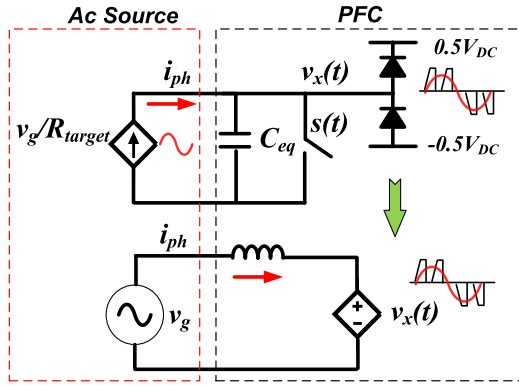 Ac Source
PFC
i_ph
v_x(t)
0.5V_DC
v_g/R_target
C_eq
s(t)
-0.5V_DC
i_ph
v_g
+
-
v_x(t)